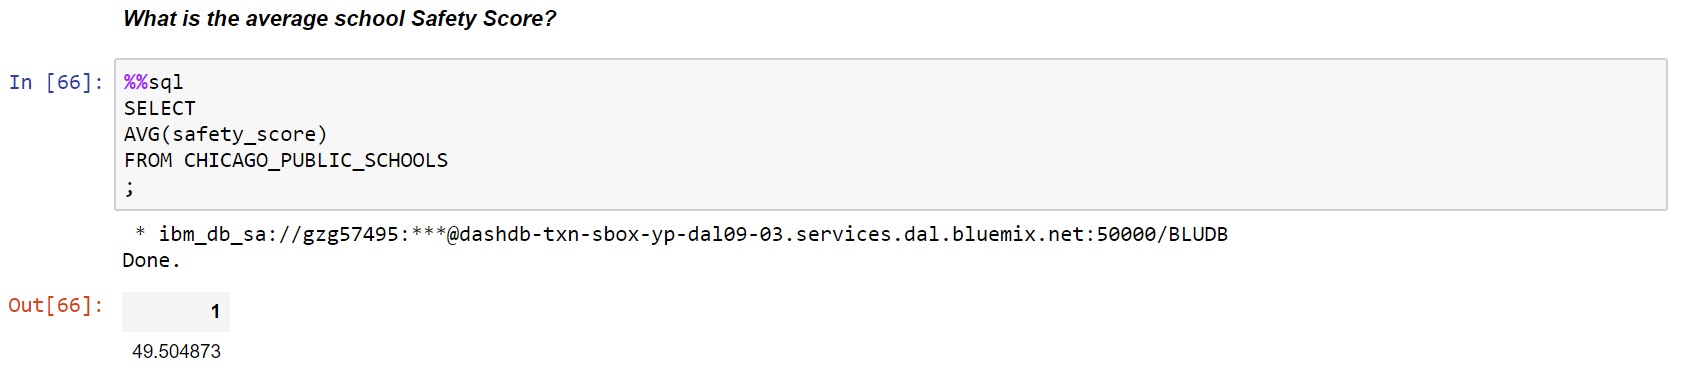 What is the average school Safety Score?
In [66]:
%%sql
SELECT
AVG(safety_score)
FROM CHICAGO_PUBLIC_SCHOOLS
;
* ibm_db_sa://gzg57495:***@dashdb-txn-sbox-yp-dal09-03.services.dal.bluemix.net:50000/BLUDB
Done.
Out[66]:
1
49.504873